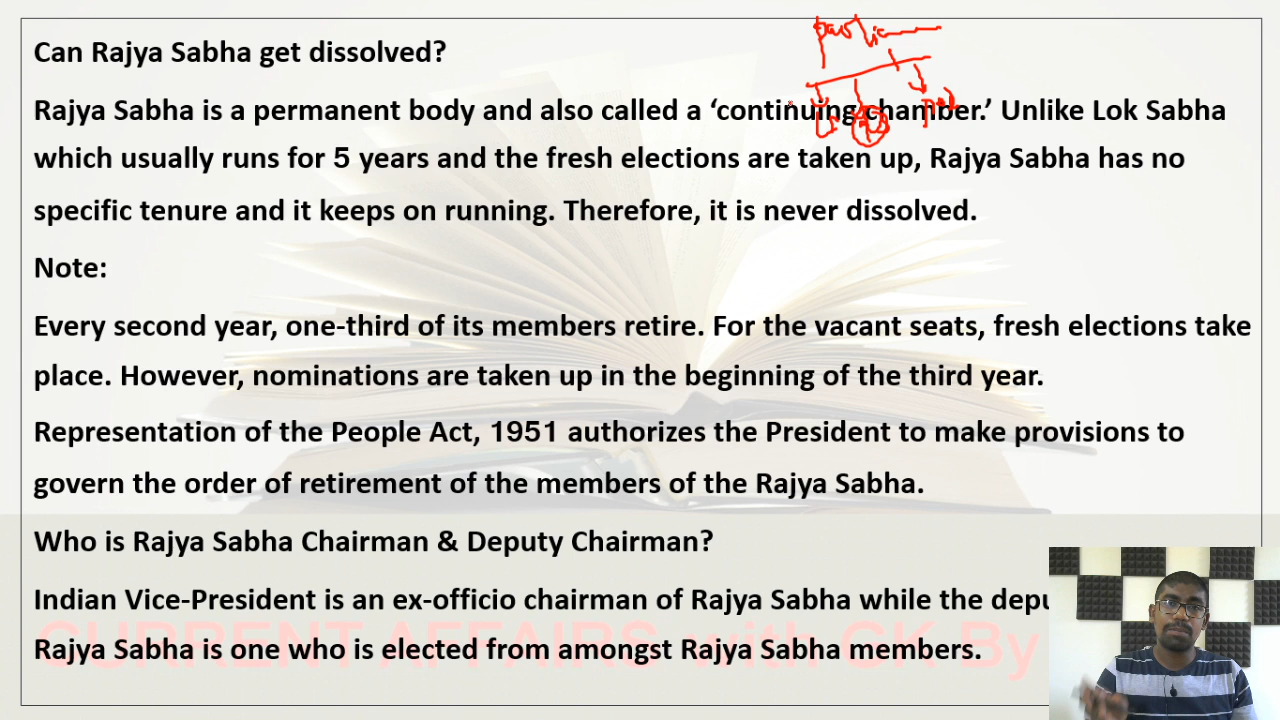 Can Rajya Sabha get dissolved?
Rajya Sabha is a permanent body and also called a ‘continuing chamber.’ Unlike Lok Sabha
which usually runs for 5 years and the fresh elections are taken up, Rajya Sabha has no
specific tenure and it keeps on running. Therefore, it is never dissolved.
Note:
Every second year, one-third of its members retire. For the vacant seats, fresh elections take
place. However, nominations are taken up in the beginning of the third year.
Representation of the People Act, 1951 authorizes the President to make provisions to
govern the order of retirement of the members of the Rajya Sabha.
Who is Rajya Sabha Chairman & Deputy Chairman?
Indian Vice-President is an ex-officio chairman of Rajya Sabha while the depu
Rajya Sabha is one who is elected from amongst Rajya Sabha members.
CURRENT AFFAIRS with GK By